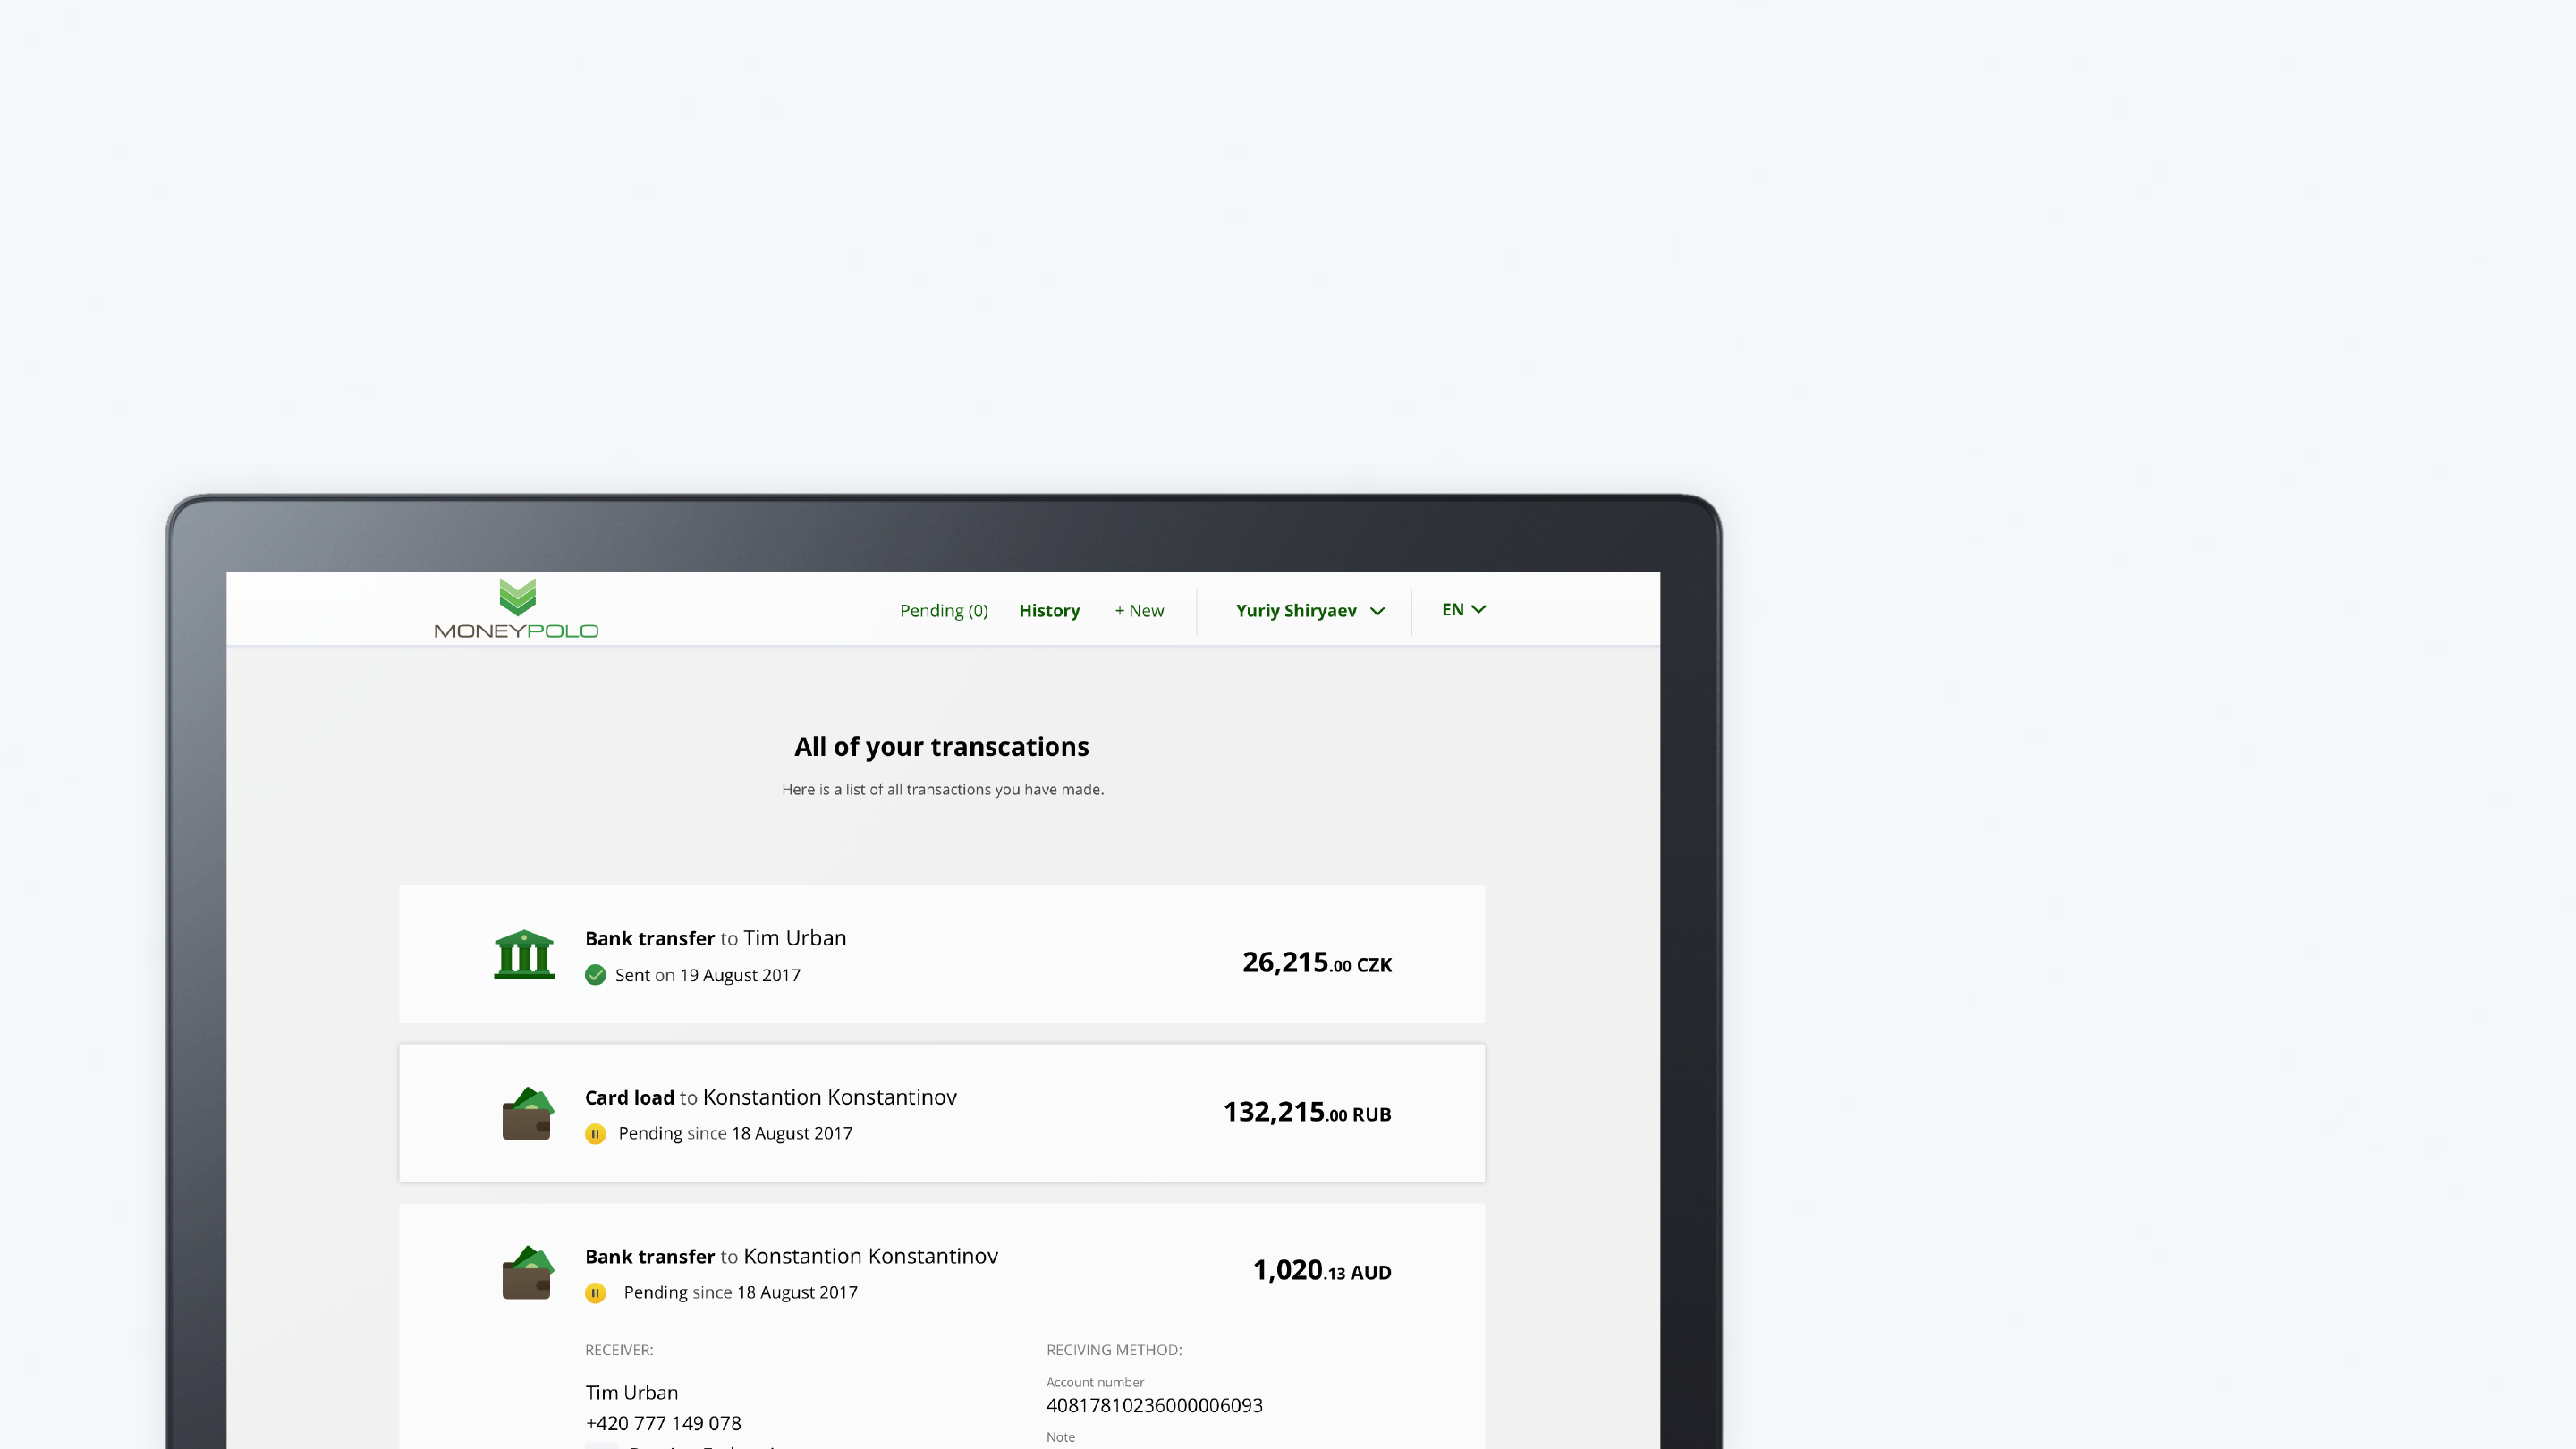 MONEYPOLO
Pending (0) History + New Yuriy Shiryaev EN
All of your transcations
Here is a list of all transactions you have made.
Bank transfer to Tim Urban
Sent on 19 August 2017
26,215.00 CZK
Card load to Konstantion Konstantinov
Pending since 18 August 2017
132,215.00 RUB
Bank transfer to Konstantion Konstantinov
Pending since 18 August 2017
1,020.13 AUD
RECEIVER:
Tim Urban
+420 777 149 078
RECIVING METHOD:
Account number
40817810236000006093
Note